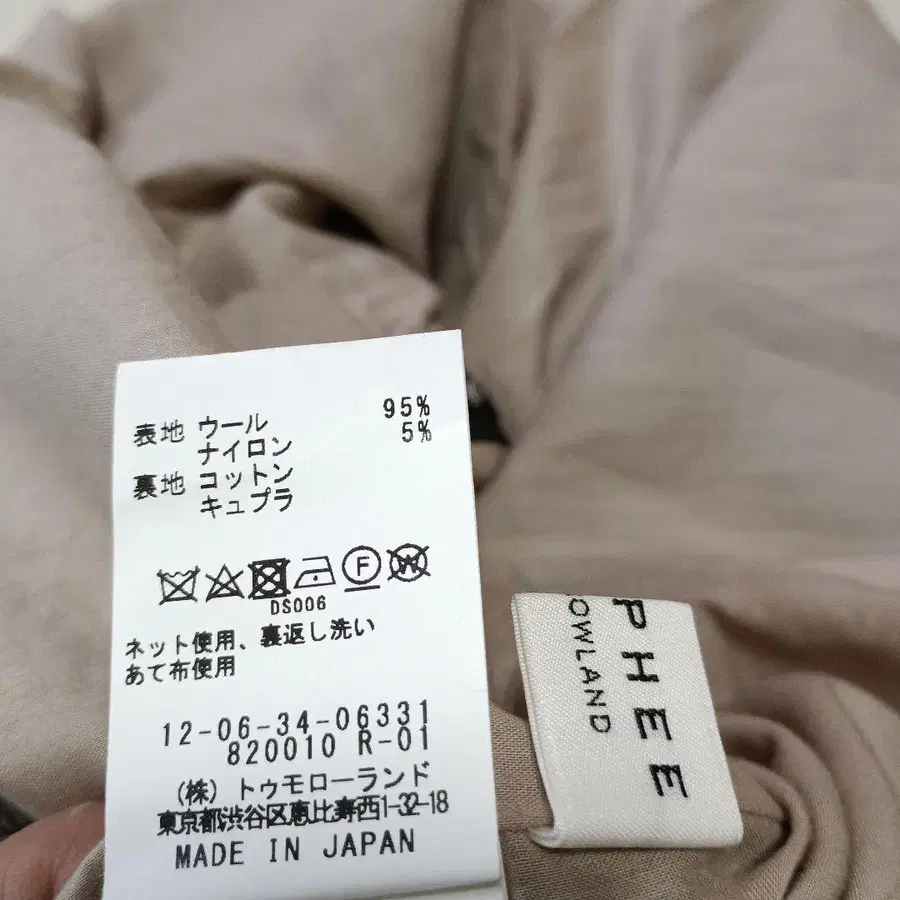 表地 ウール 95%
ナイロン 5%
裏地 コットン
キュプラ
F W
DS006
ネット使用、裏返し洗い
あて布使用
12-06-34-06331
820010 R-01
(株) トゥモローランド
東京都渋谷区恵比寿西1-32-18
MADE IN JAPAN
PHEE
OWLAND